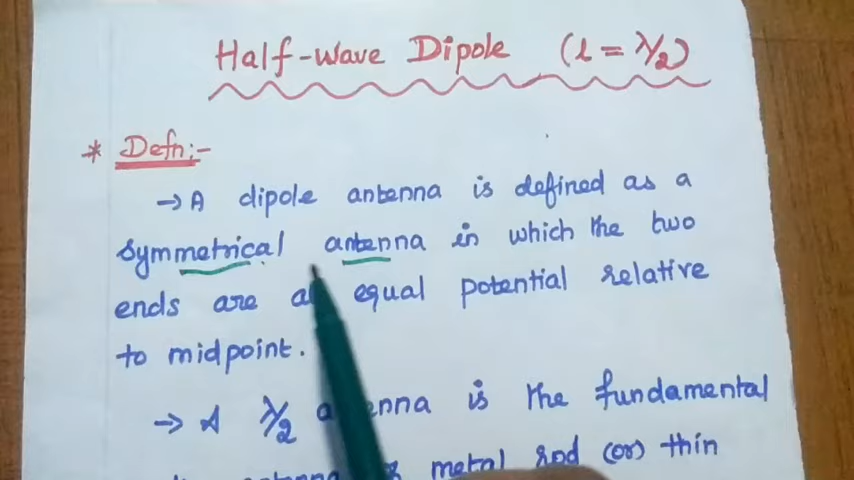 Half-Wave Dipole (l = λ/2)
* Defn:-
→ A dipole antenna is defined as a
symmetrical antenna in which the two
ends are equal potential relative
to midpoint.
→ A λ/2 is the fundamental
metal rod (or) thin